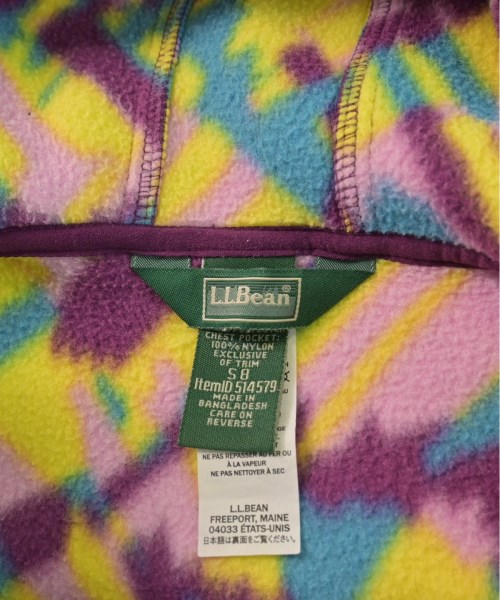 L.L.Bean®
CHEST POCKET:
100% NYLON
EXCLUSIVE
OF TRIM
S 8
ItemID 514579
MADE IN
BANGLADESH
CARE ON
REVERSE
NE PAS REPASSER AU FER OU
À LA VAPEUR
NE PAS NETTOYER À SEC
L.L.BEAN
FREEPORT, MAINE
04033 ÉTATS-UNIS
日本語は裏面をご覧ください